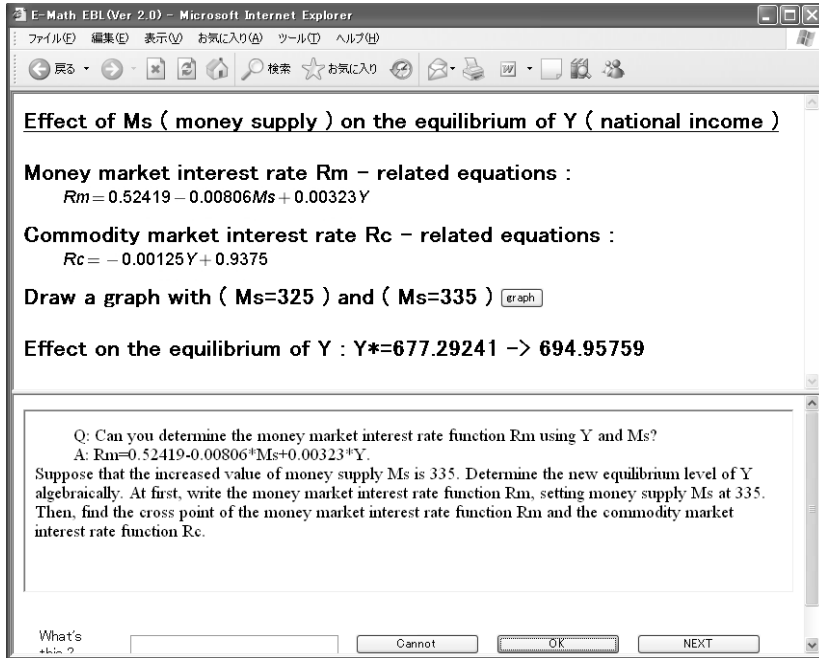 E-Math EBL(Ver 2.0) - Microsoft Internet Explorer
ファイル(F) 編集(E) 表示(V) お気に入り(A) ツール(T) ヘルプ(H)
戻る 検索 お気に入り
Effect of Ms ( money supply ) on the equilibrium of Y ( national income )
Money market interest rate Rm - related equations :
Rm = 0.52419 - 0.00806Ms + 0.00323Y
Commodity market interest rate Rc - related equations :
Rc = - 0.00125Y + 0.9375
Draw a graph with ( Ms=325 ) and ( Ms=335 ) graph
Effect on the equilibrium of Y : Y*=677.29241 -> 694.95759
Q: Can you determine the money market interest rate function Rm using Y and Ms?
A: Rm=0.52419-0.00806*Ms+0.00323*Y.
Suppose that the increased value of money supply Ms is 335. Determine the new equilibrium level of Y
algebraically. At first, write the money market interest rate function Rm, setting money supply Ms at 335.
Then, find the cross point of the money market interest rate function Rm and the commodity market
interest rate function Rc.
What's
this ? Cannot OK NEXT